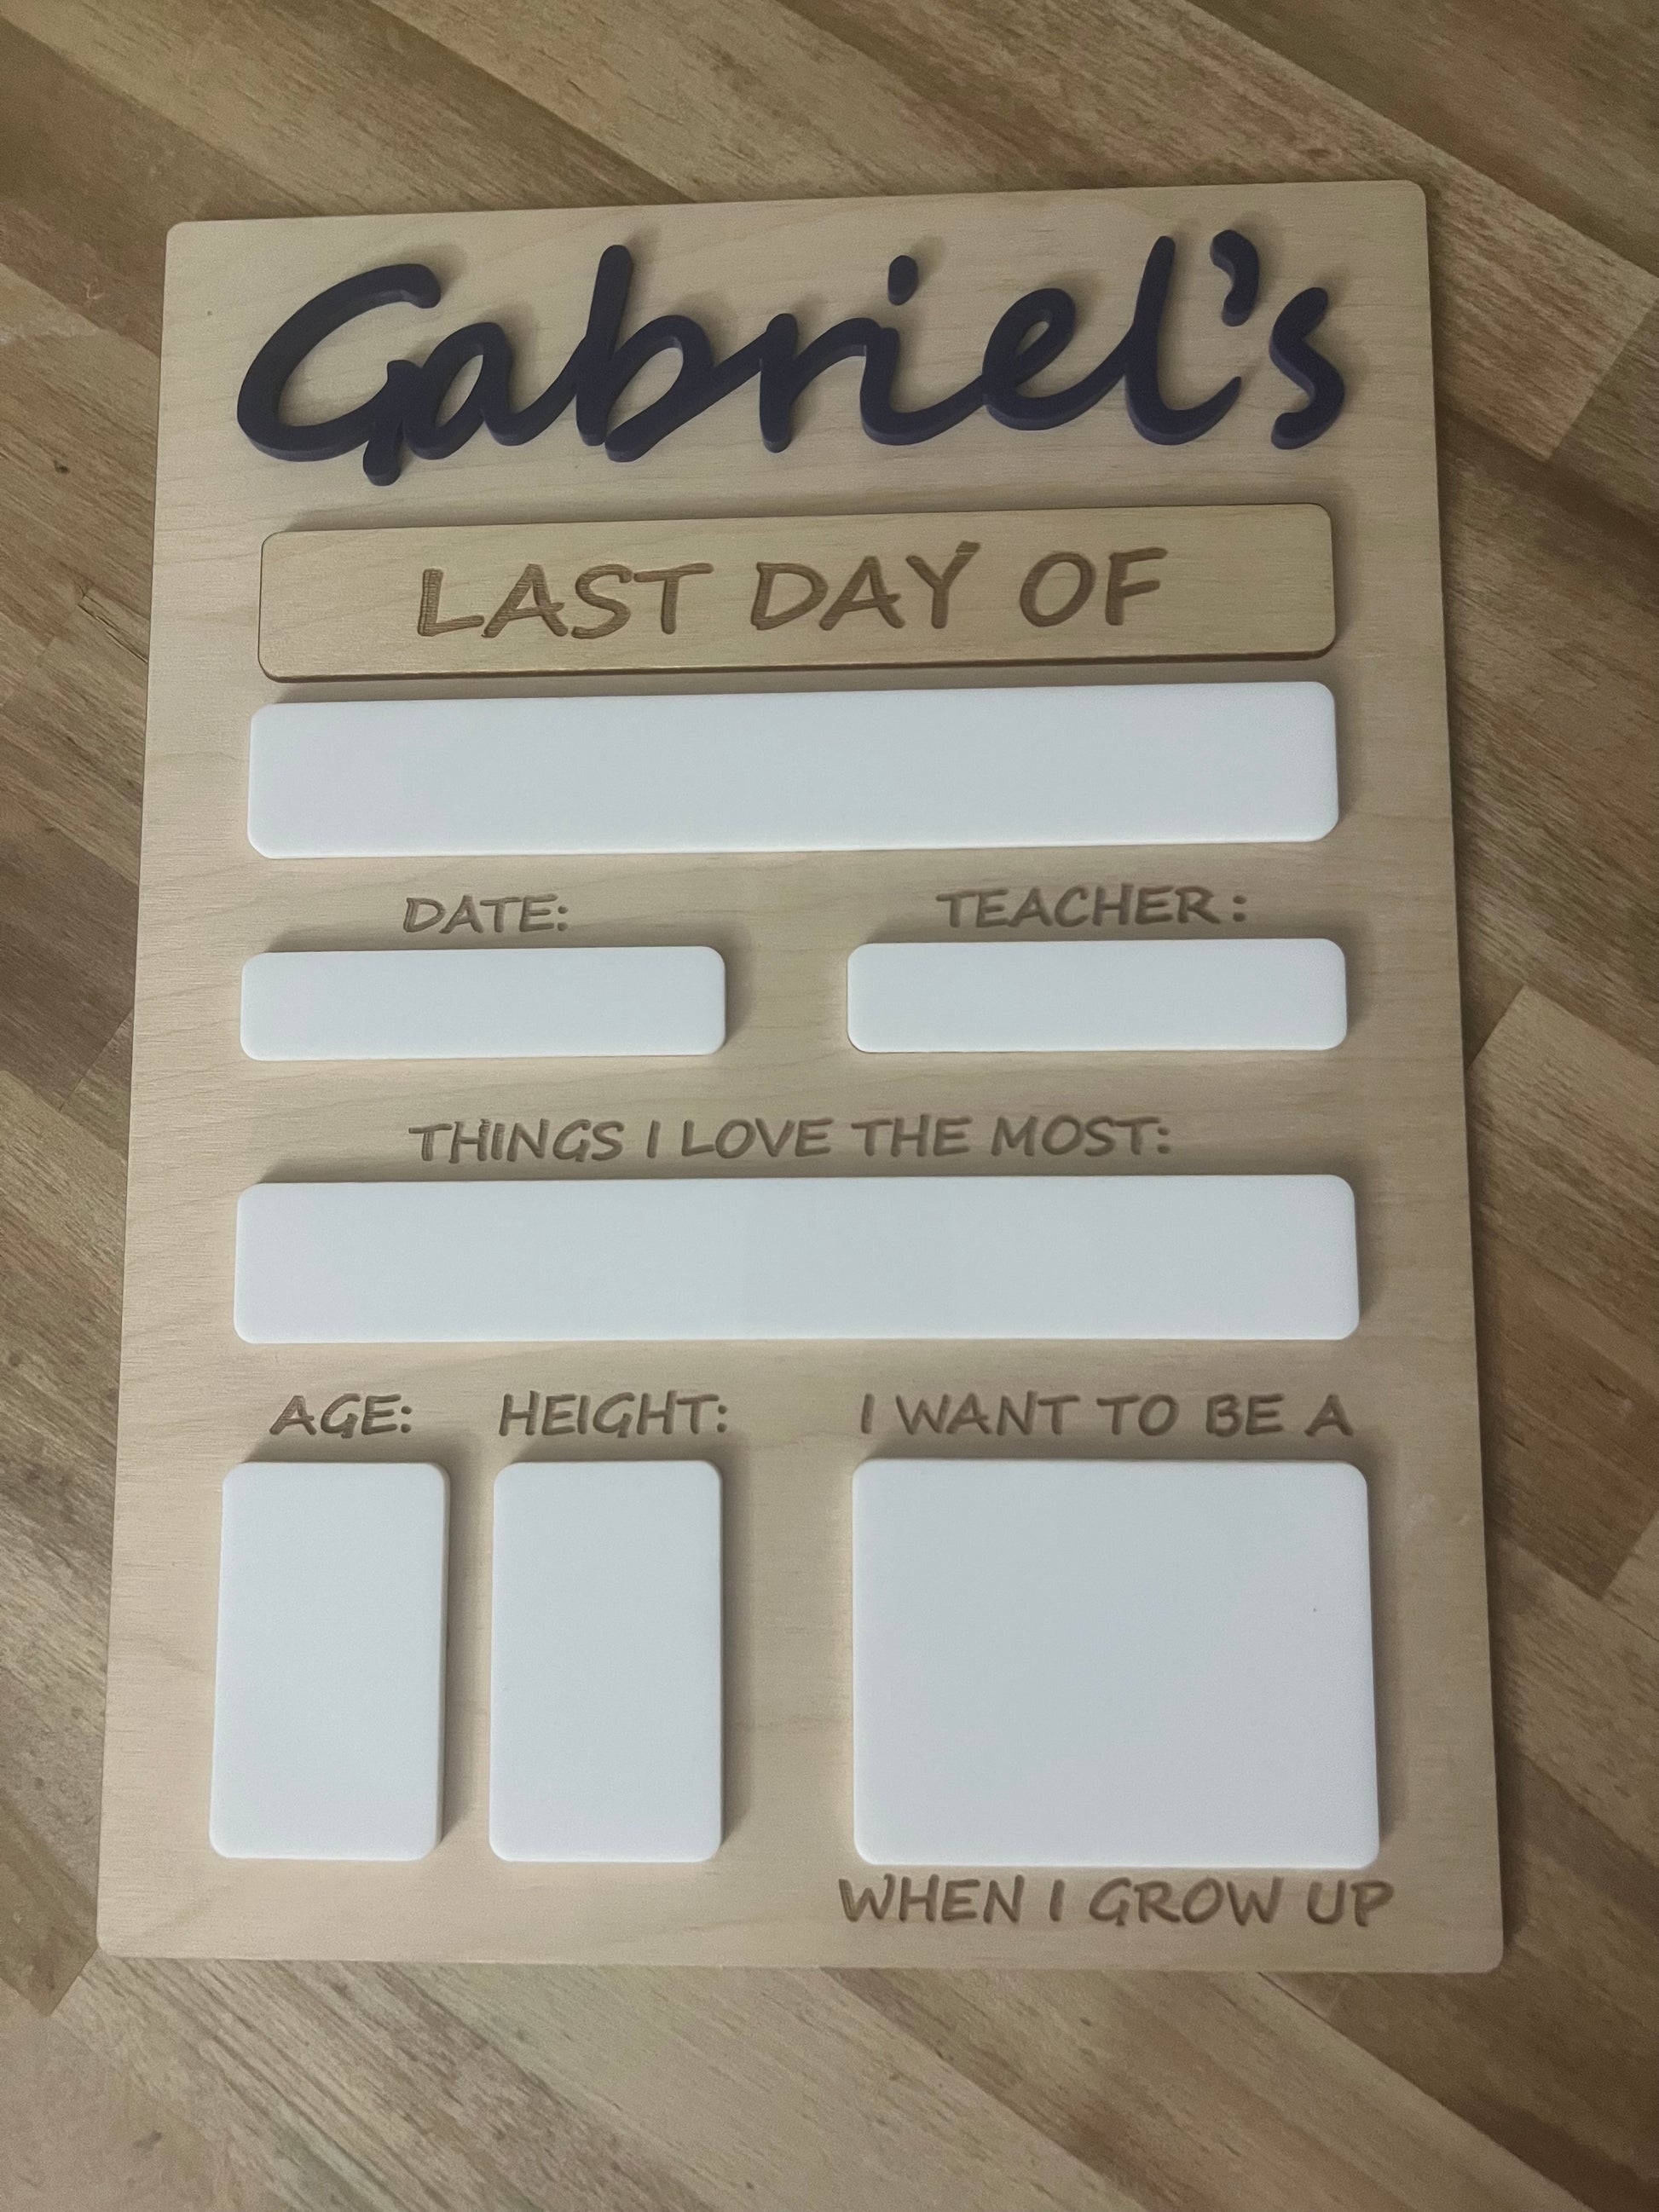 Gabriel's
LAST DAY OF
DATE: TEACHER:
THINGS I LOVE THE MOST:
AGE: HEIGHT: I WANT TO BE A
WHEN I GROW UP